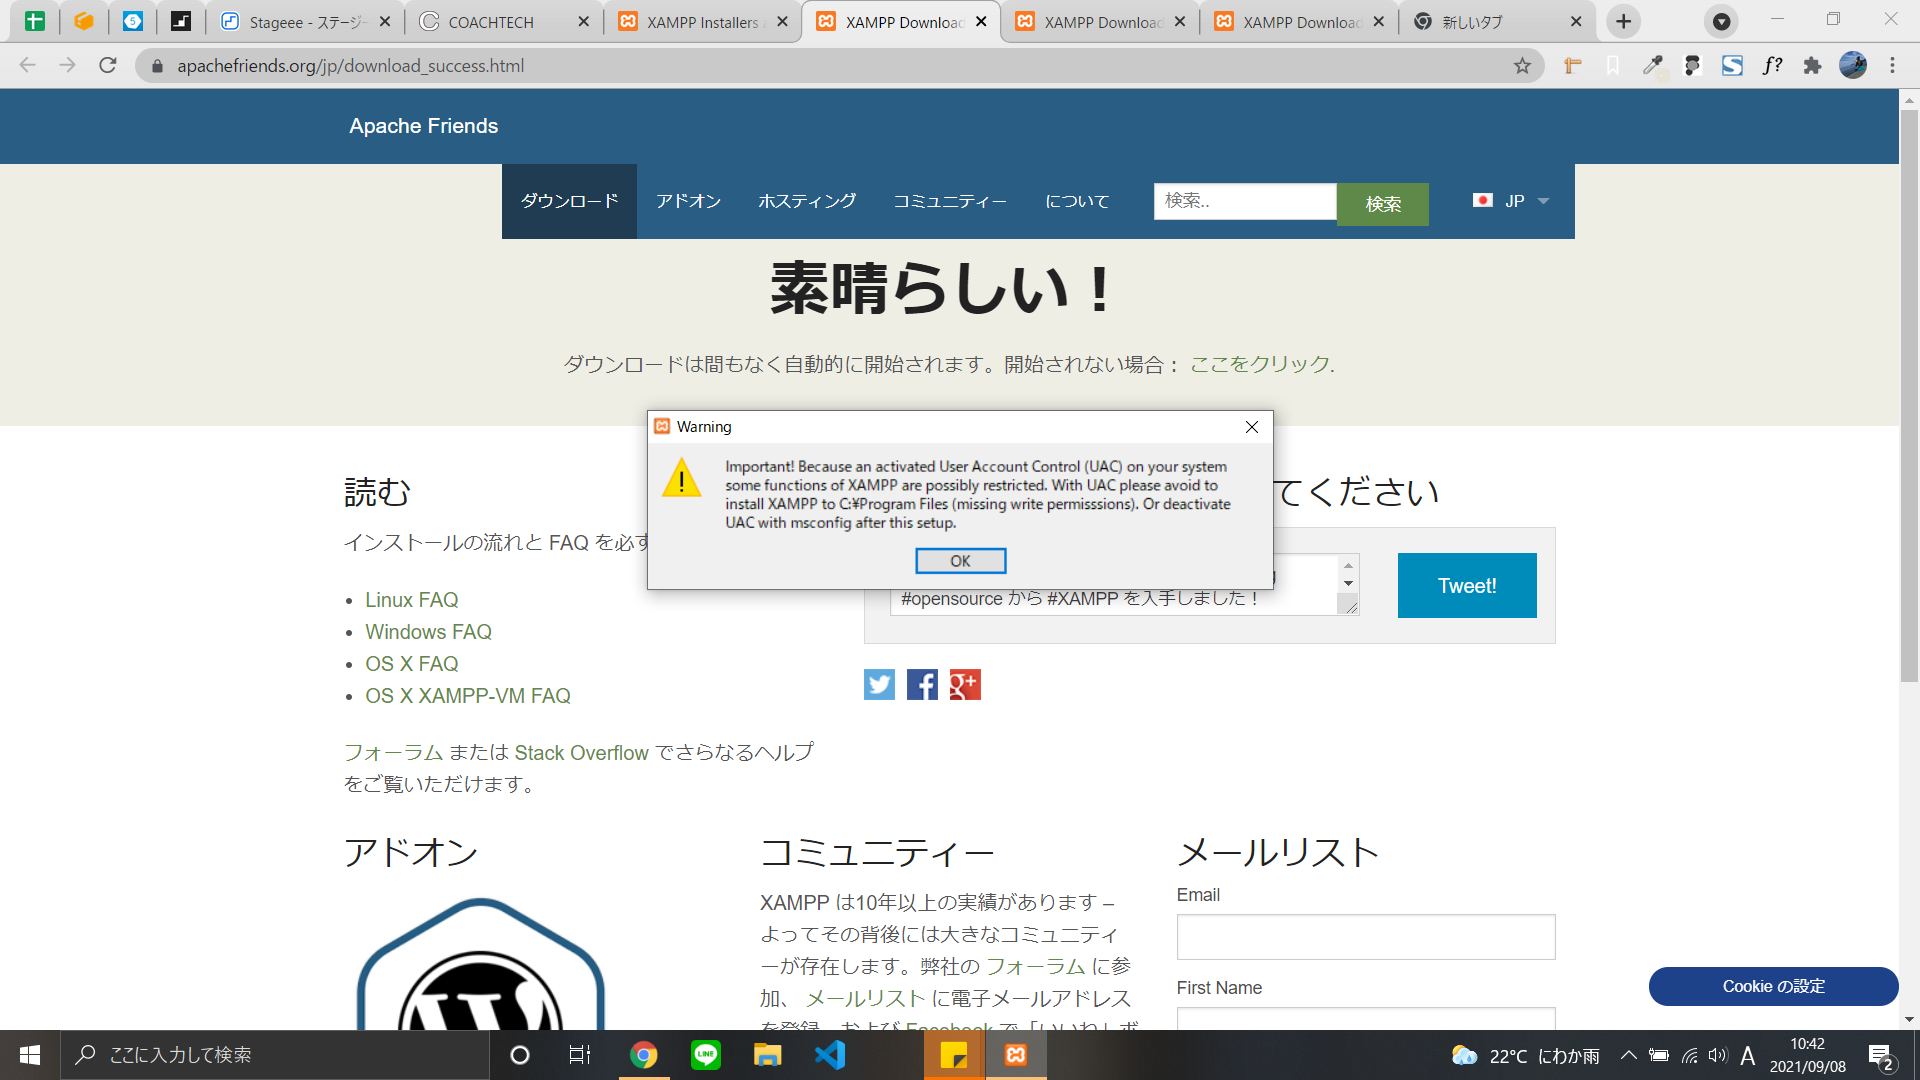 Stageee - ステージ
COACHTECH
XAMPP Installers
XAMPP Download
XAMPP Download
XAMPP Download
新しいタブ
apachefriends.org/jp/download_success.html
Apache Friends
ダウンロード
アドオン
ホスティング
コミュニティー
について
検索..
検索
JP
素晴らしい！
ダウンロードは間もなく自動的に開始されます。開始されない場合： ここをクリック.
Warning
Important! Because an activated User Account Control (UAC) on your system
some functions of XAMPP are possibly restricted. With UAC please avoid to
install XAMPP to C:¥Program Files (missing write permisssions). Or deactivate
UAC with msconfig after this setup.
OK
読む
インストールの流れと FAQ を必ず
Linux FAQ
Windows FAQ
OS X FAQ
OS X XAMPP-VM FAQ
フォーラム または Stack Overflow でさらなるヘルプ
をご覧いただけます。
てください
#opensource から #XAMPP を入手しました！
Tweet!
アドオン
コミュニティー
XAMPP は10年以上の実績があります –
よってその背後には大きなコミュニティ
ーが存在します。弊社の フォーラム に参
加、 メールリスト に電子メールアドレス
を登録、および Facebook で「いいね」ボ
メールリスト
Email
First Name
Cookie の設定
ここに入力して検索
LINE
22°C にわか雨
A
10:42
2021/09/08
2